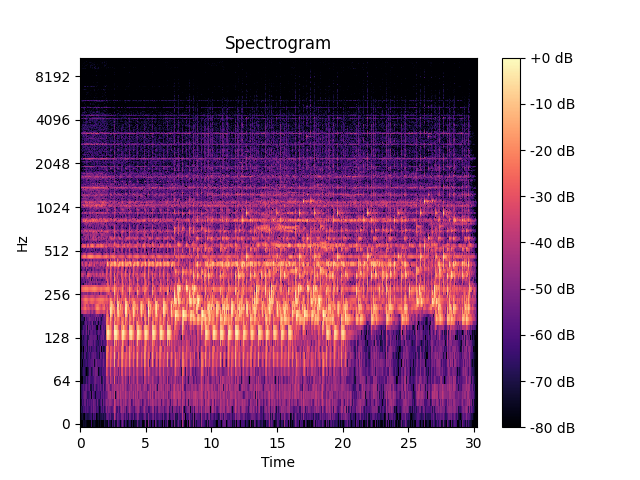 Spectrogram
8192
4096
2048
1024
512
256
128
64
0
Hz
0 5 10 15 20 25 30
Time
+0 dB
-10 dB
-20 dB
-30 dB
-40 dB
-50 dB
-60 dB
-70 dB
-80 dB